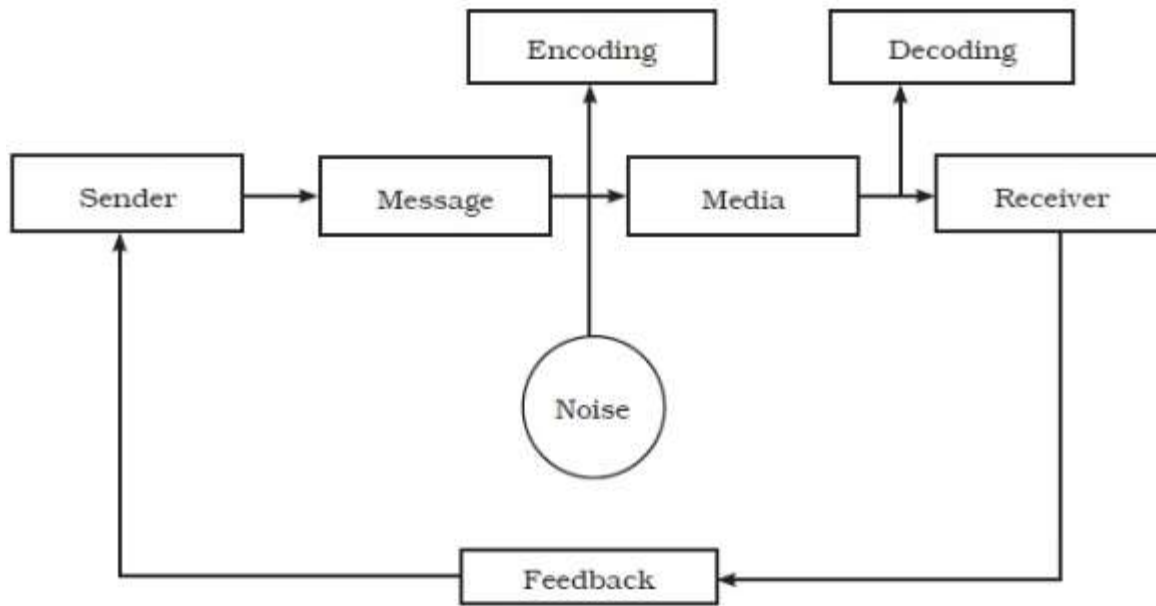 Encoding
Decoding
Sender
Message
Media
Receiver
Noise
Feedback